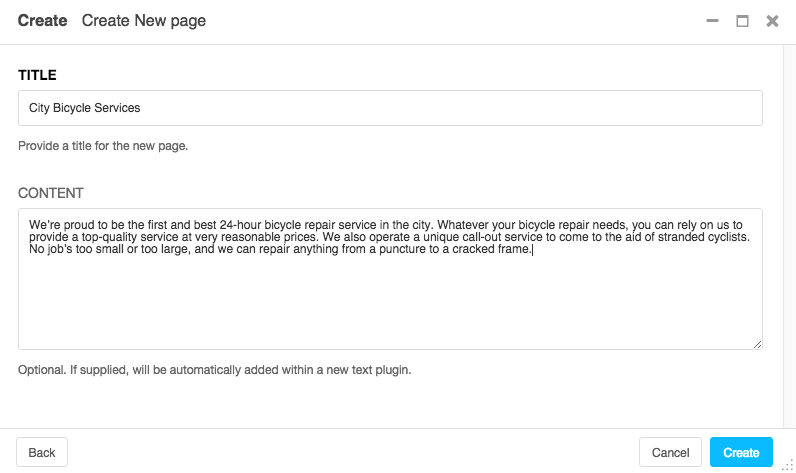 Create Create New page
TITLE
City Bicycle Services
Provide a title for the new page.
CONTENT
We're proud to be the first and best 24-hour bicycle repair service in the city. Whatever your bicycle repair needs, you can rely on us to
provide a top-quality service at very reasonable prices. We also operate a unique call-out service to come to the aid of stranded cyclists.
No job's too small or too large, and we can repair anything from a puncture to a cracked frame.
Optional. If supplied, will be automatically added within a new text plugin.
Back Cancel Create